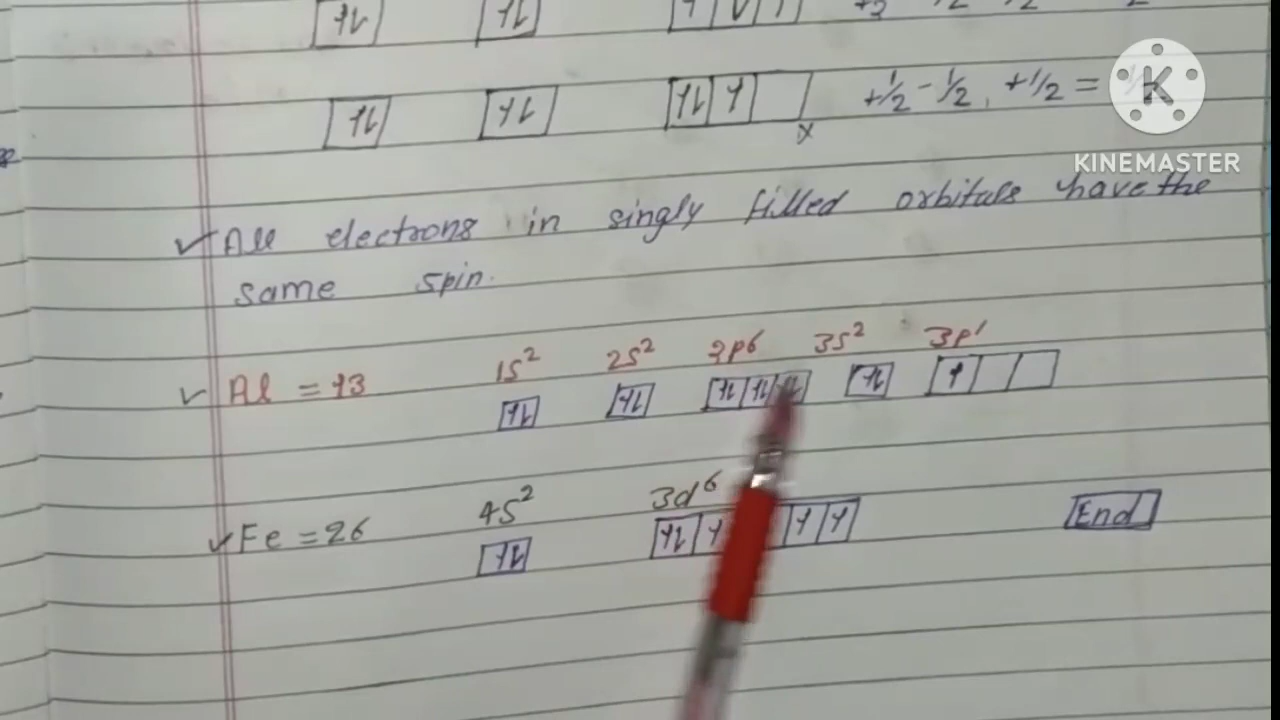 +½ -½, +1/2 =
K
KINEMASTER
All electrons in singly filled orbitals have the
same spin.
1s² 2s² 2p⁶ 3s² 3p¹
Al = 13
4s² 3d⁶
Fe = 26
End